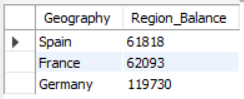 Geography Region_Balance
Spain 61818
France 62093
Germany 119730